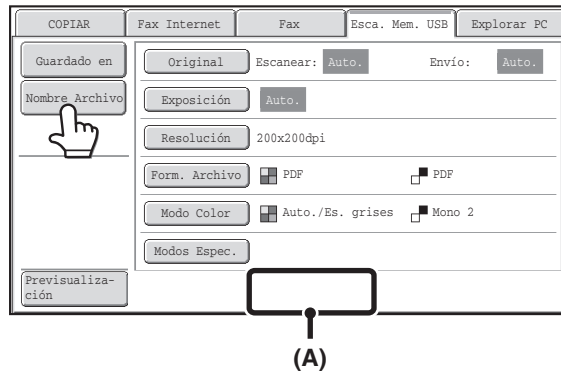 COPIAR Fax Internet Fax Esca. Mem. USB Explorar PC
Guardado en Original Escanear: Auto. Envío: Auto.
Nombre Archivo Exposición Auto.
Resolución 200x200dpi
Form. Archivo PDF PDF
Modo Color Auto./Es. grises Mono 2
Modos Espec.
Previsualiza-
ción
(A)